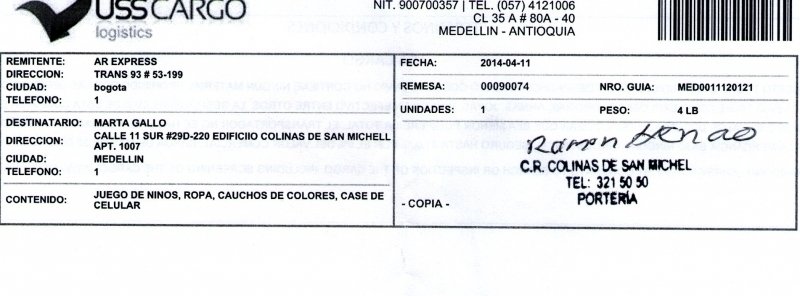 USSCARGO
logistics
NIT. 900700357 | TEL. (057) 4121006
CL 35 A # 80A - 40
MEDELLIN - ANTIOQUIA
REMITENTE: AR EXPRESS
DIRECCION: TRANS 93 # 53-199
CIUDAD: bogota
TELEFONO: 1
DESTINATARIO: MARTA GALLO
DIRECCION: CALLE 11 SUR #29D-220 EDIFICIIO COLINAS DE SAN MICHELL
APT. 1007
CIUDAD: MEDELLIN
TELEFONO: 1
CONTENIDO: JUEGO DE NINOS, ROPA, CAUCHOS DE COLORES, CASE DE
CELULAR
FECHA: 2014-04-11
REMESA: 00090074 NRO. GUIA: MED0011120121
UNIDADES: 1 PESO: 4 LB
Ramon Henao
C.R. COLINAS DE SAN MICHEL
TEL: 321 50 50
PORTERÍA
- COPIA -